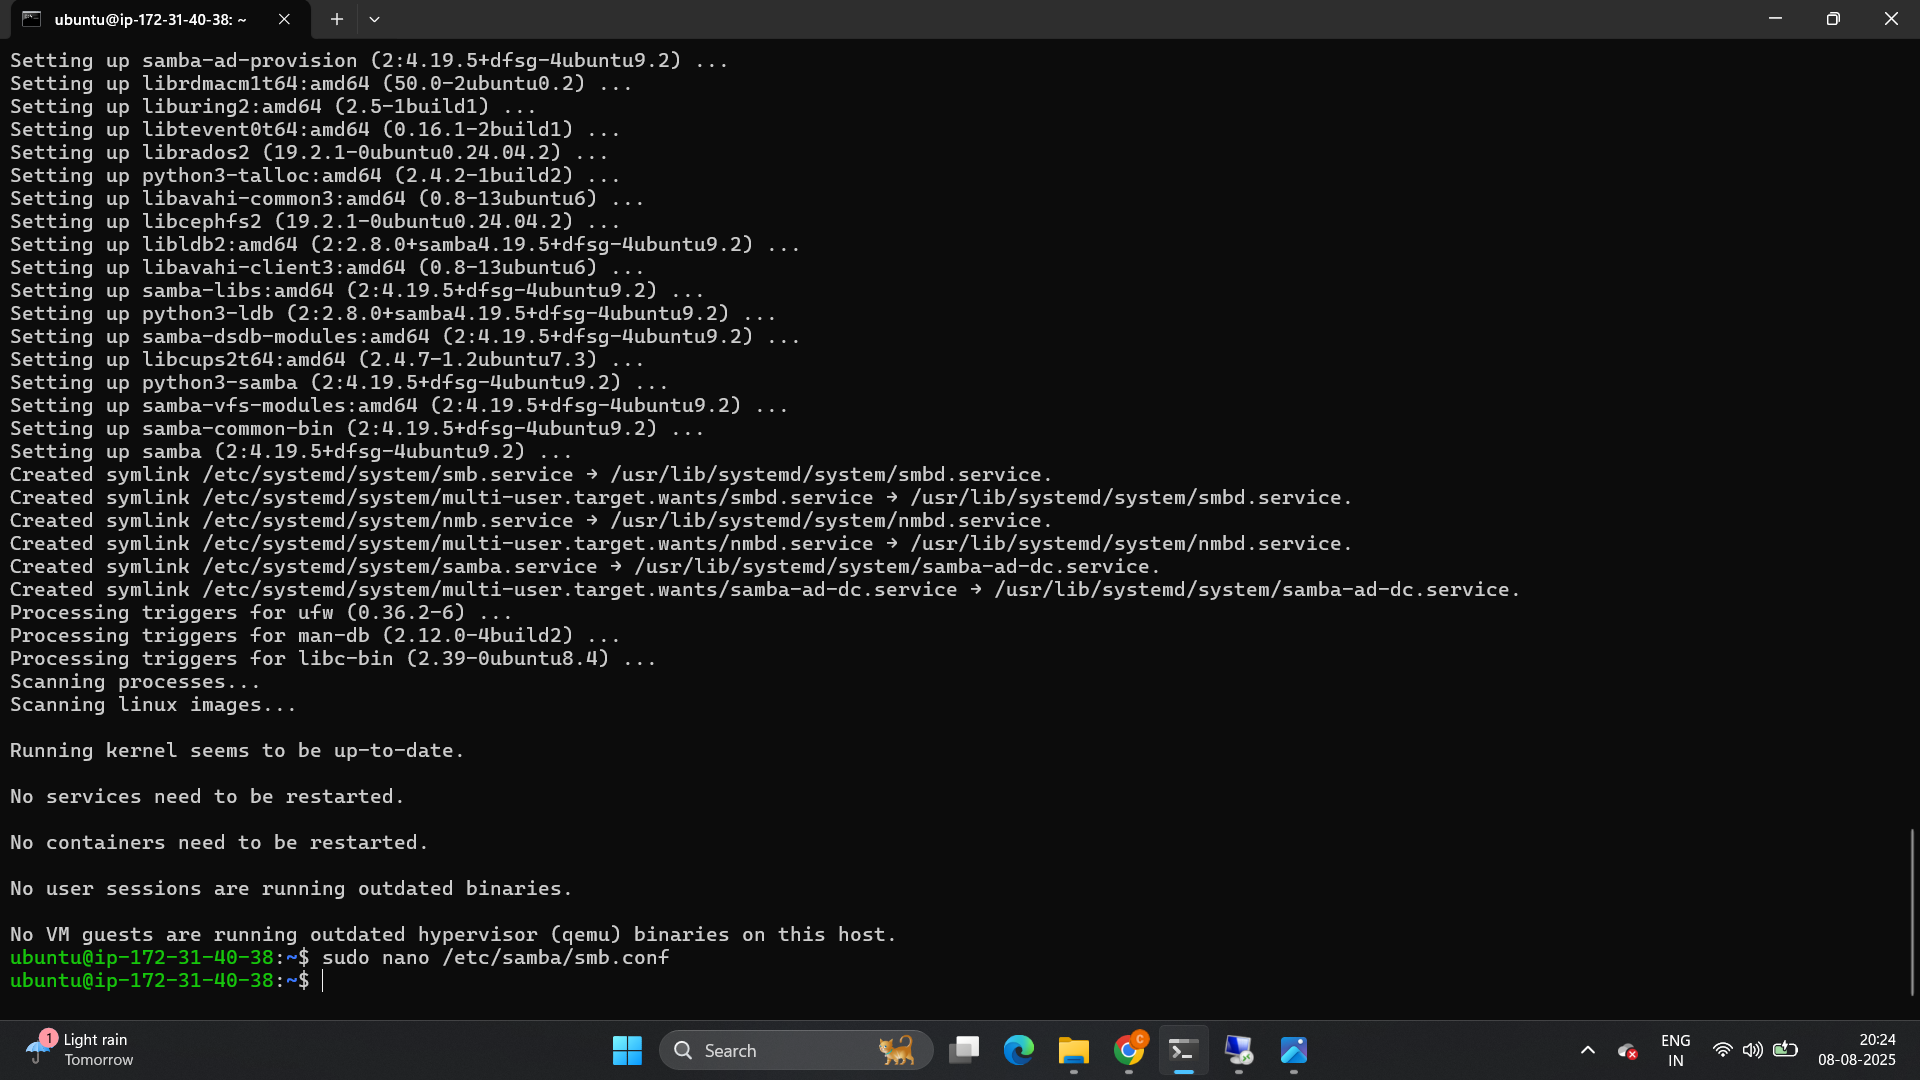 ubuntu@ip-172-31-40-38: ~
Setting up samba-ad-provision (2:4.19.5+dfsg-4ubuntu9.2) ...
Setting up librdmacm1t64:amd64 (50.0-2ubuntu0.2) ...
Setting up liburing2:amd64 (2.5-1build1) ...
Setting up libtevent0t64:amd64 (0.16.1-2build1) ...
Setting up librados2 (19.2.1-0ubuntu0.24.04.2) ...
Setting up python3-talloc:amd64 (2.4.2-1build2) ...
Setting up libavahi-common3:amd64 (0.8-13ubuntu6) ...
Setting up libcephfs2 (19.2.1-0ubuntu0.24.04.2) ...
Setting up libldb2:amd64 (2:2.8.0+samba4.19.5+dfsg-4ubuntu9.2) ...
Setting up libavahi-client3:amd64 (0.8-13ubuntu6) ...
Setting up samba-libs:amd64 (2:4.19.5+dfsg-4ubuntu9.2) ...
Setting up python3-ldb (2:2.8.0+samba4.19.5+dfsg-4ubuntu9.2) ...
Setting up samba-dsdb-modules:amd64 (2:4.19.5+dfsg-4ubuntu9.2) ...
Setting up libcups2t64:amd64 (2.4.7-1.2ubuntu7.3) ...
Setting up python3-samba (2:4.19.5+dfsg-4ubuntu9.2) ...
Setting up samba-vfs-modules:amd64 (2:4.19.5+dfsg-4ubuntu9.2) ...
Setting up samba-common-bin (2:4.19.5+dfsg-4ubuntu9.2) ...
Setting up samba (2:4.19.5+dfsg-4ubuntu9.2) ...
Created symlink /etc/systemd/system/smb.service → /usr/lib/systemd/system/smbd.service.
Created symlink /etc/systemd/system/multi-user.target.wants/smbd.service → /usr/lib/systemd/system/smbd.service.
Created symlink /etc/systemd/system/nmb.service → /usr/lib/systemd/system/nmbd.service.
Created symlink /etc/systemd/system/multi-user.target.wants/nmbd.service → /usr/lib/systemd/system/nmbd.service.
Created symlink /etc/systemd/system/samba.service → /usr/lib/systemd/system/samba-ad-dc.service.
Created symlink /etc/systemd/system/multi-user.target.wants/samba-ad-dc.service → /usr/lib/systemd/system/samba-ad-dc.service.
Processing triggers for ufw (0.36.2-6) ...
Processing triggers for man-db (2.12.0-4build2) ...
Processing triggers for libc-bin (2.39-0ubuntu8.4) ...
Scanning processes...
Scanning linux images...
Running kernel seems to be up-to-date.
No services need to be restarted.
No containers need to be restarted.
No user sessions are running outdated binaries.
No VM guests are running outdated hypervisor (qemu) binaries on this host.
ubuntu@ip-172-31-40-38:~$ sudo nano /etc/samba/smb.conf
ubuntu@ip-172-31-40-38:~$
1
Light rain
Tomorrow
Search
C
ENG
IN
20:24
08-08-2025